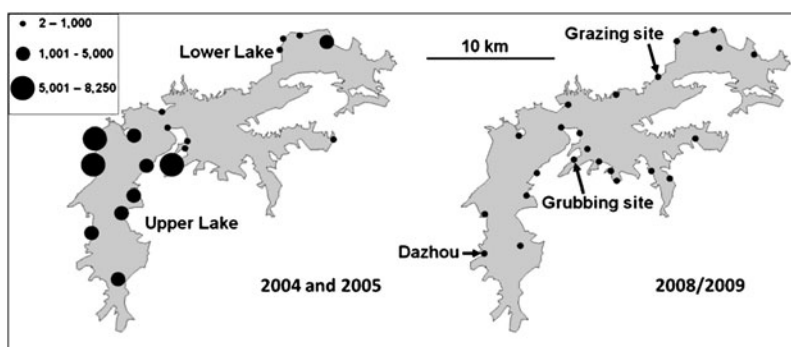 2 – 1,000
1,001 - 5,000
5,001 – 8,250
Lower Lake
Upper Lake
2004 and 2005
10 km
Grazing site
Grubbing site
Dazhou
2008/2009